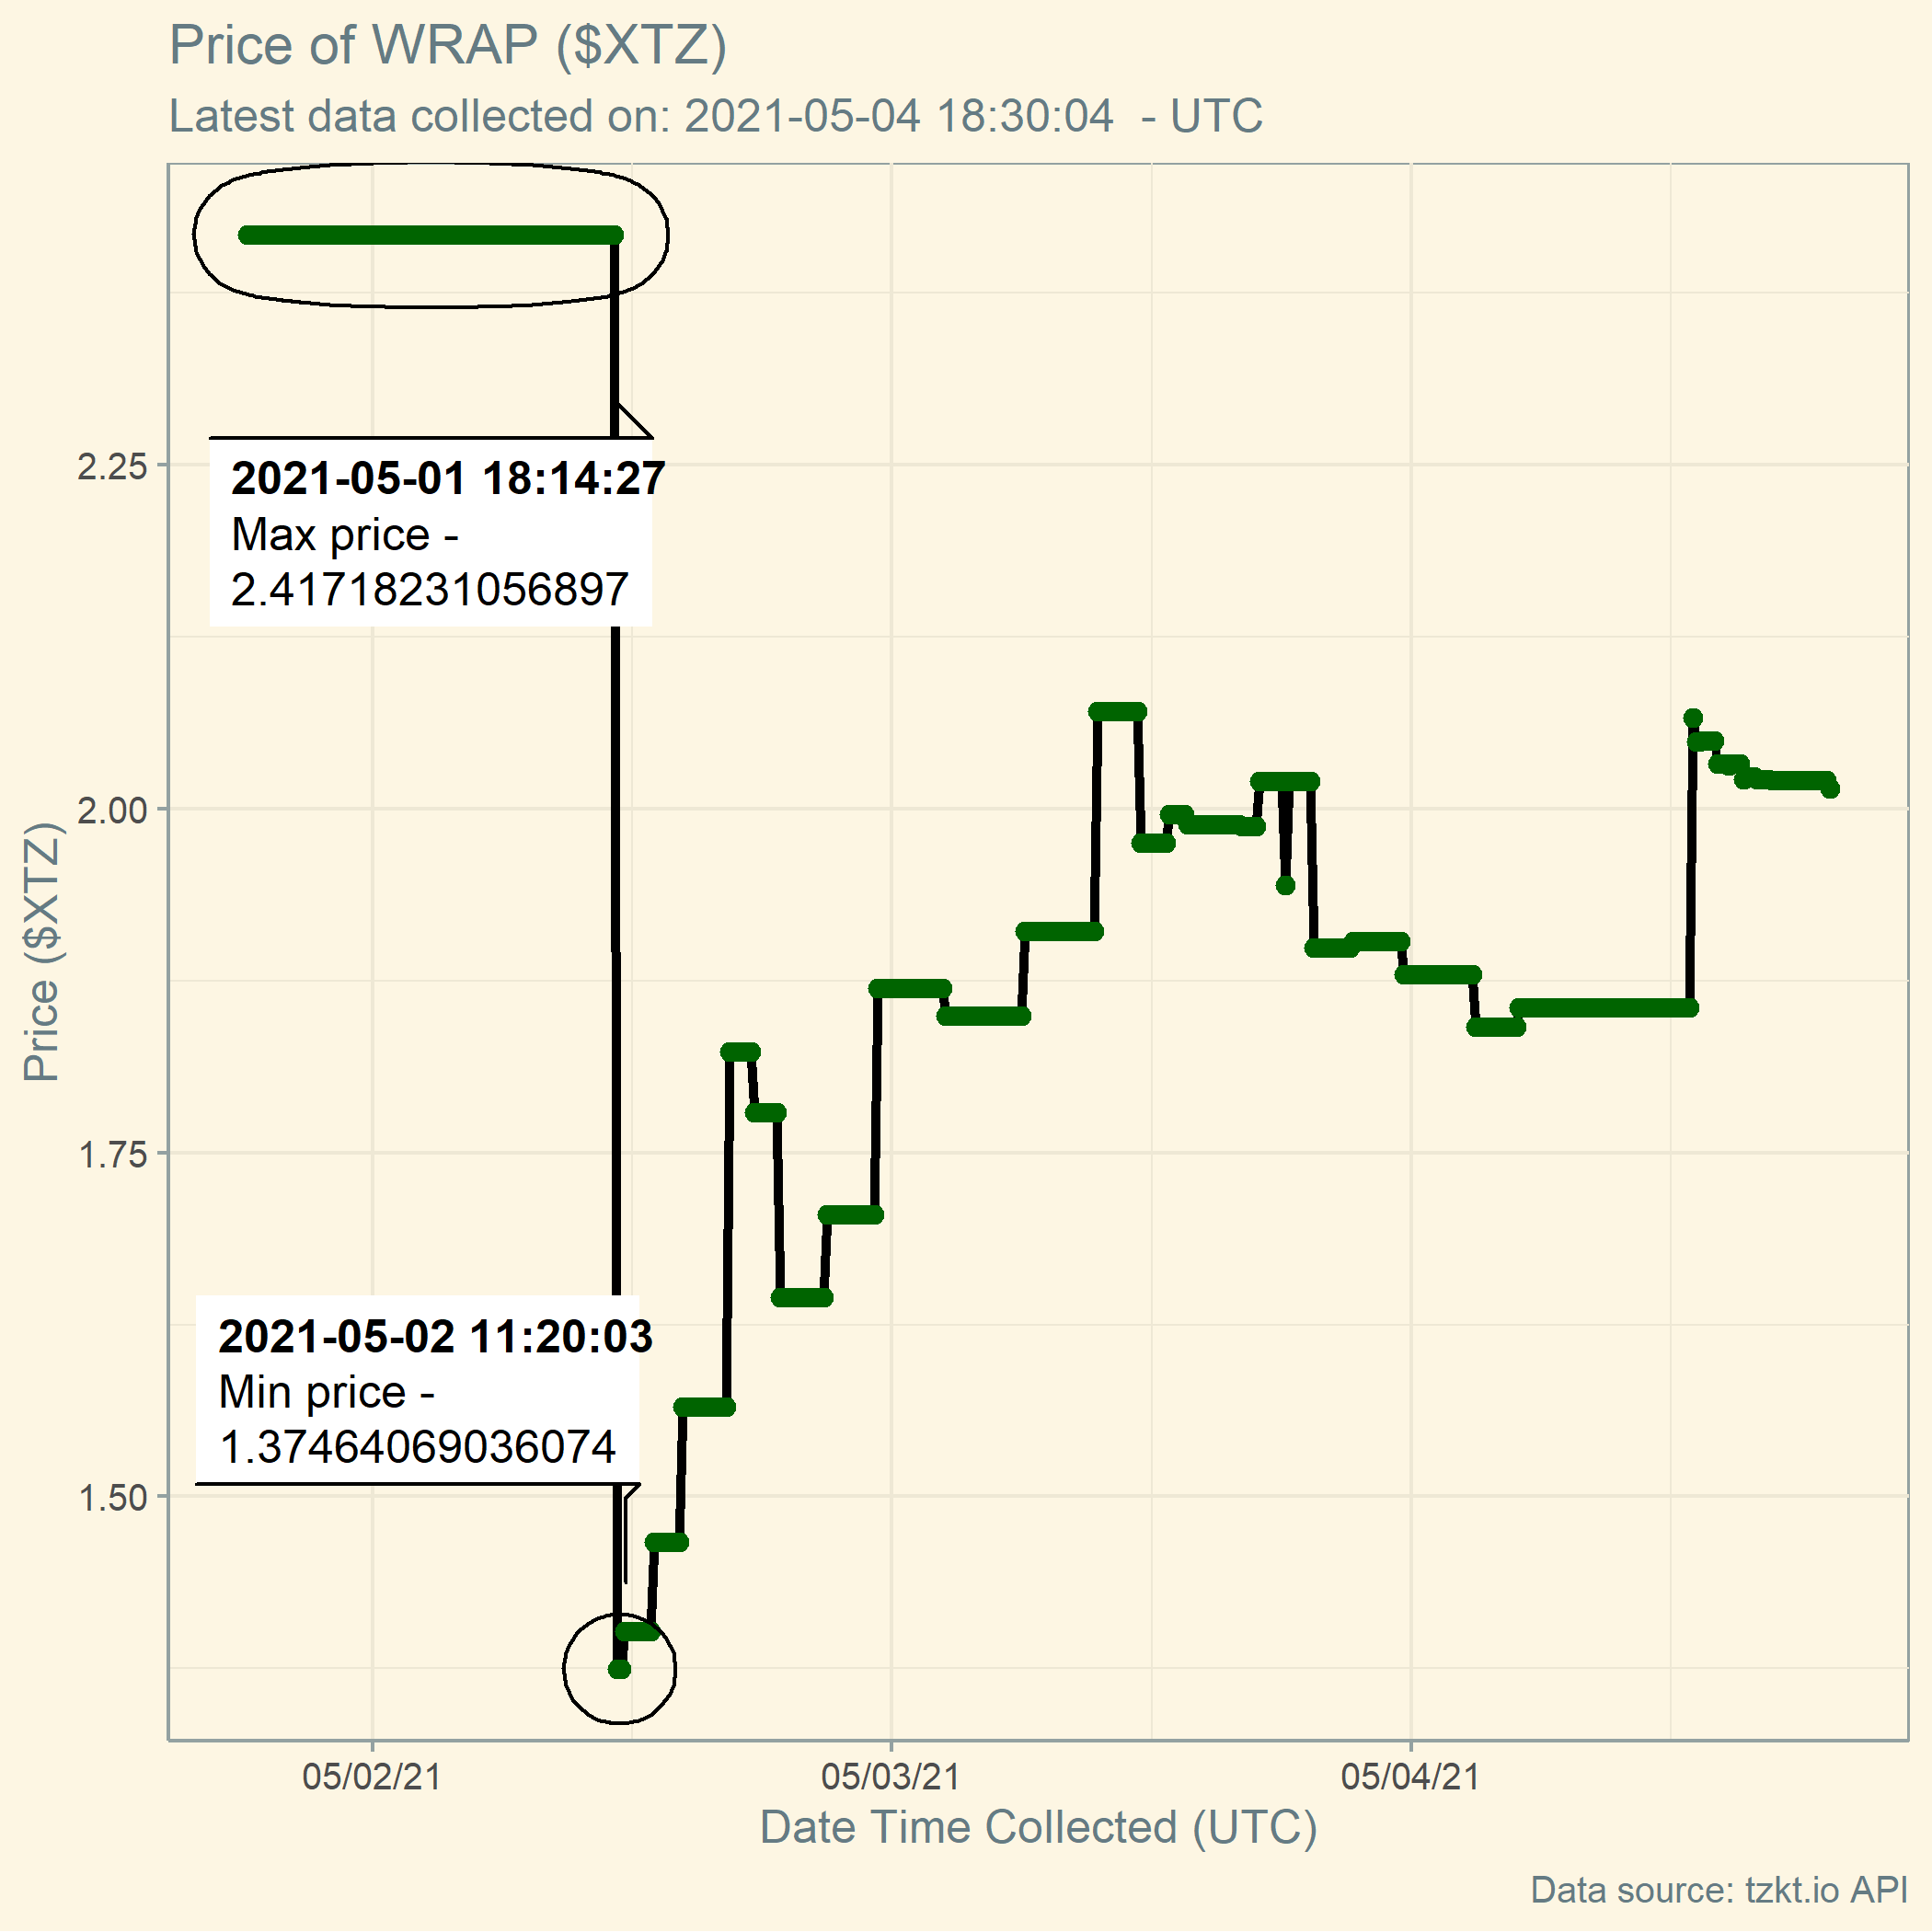 Price of WRAP ($XTZ)
Latest data collected on: 2021-05-04 18:30:04  - UTC
2021-05-01 18:14:27
Max price -
2.41718231056897
2.25
2.00
1.75
1.50
Price ($XTZ)
2021-05-02 11:20:03
Min price -
1.37464069036074
05/02/21
05/03/21
05/04/21
Date Time Collected (UTC)
Data source: tzkt.io API